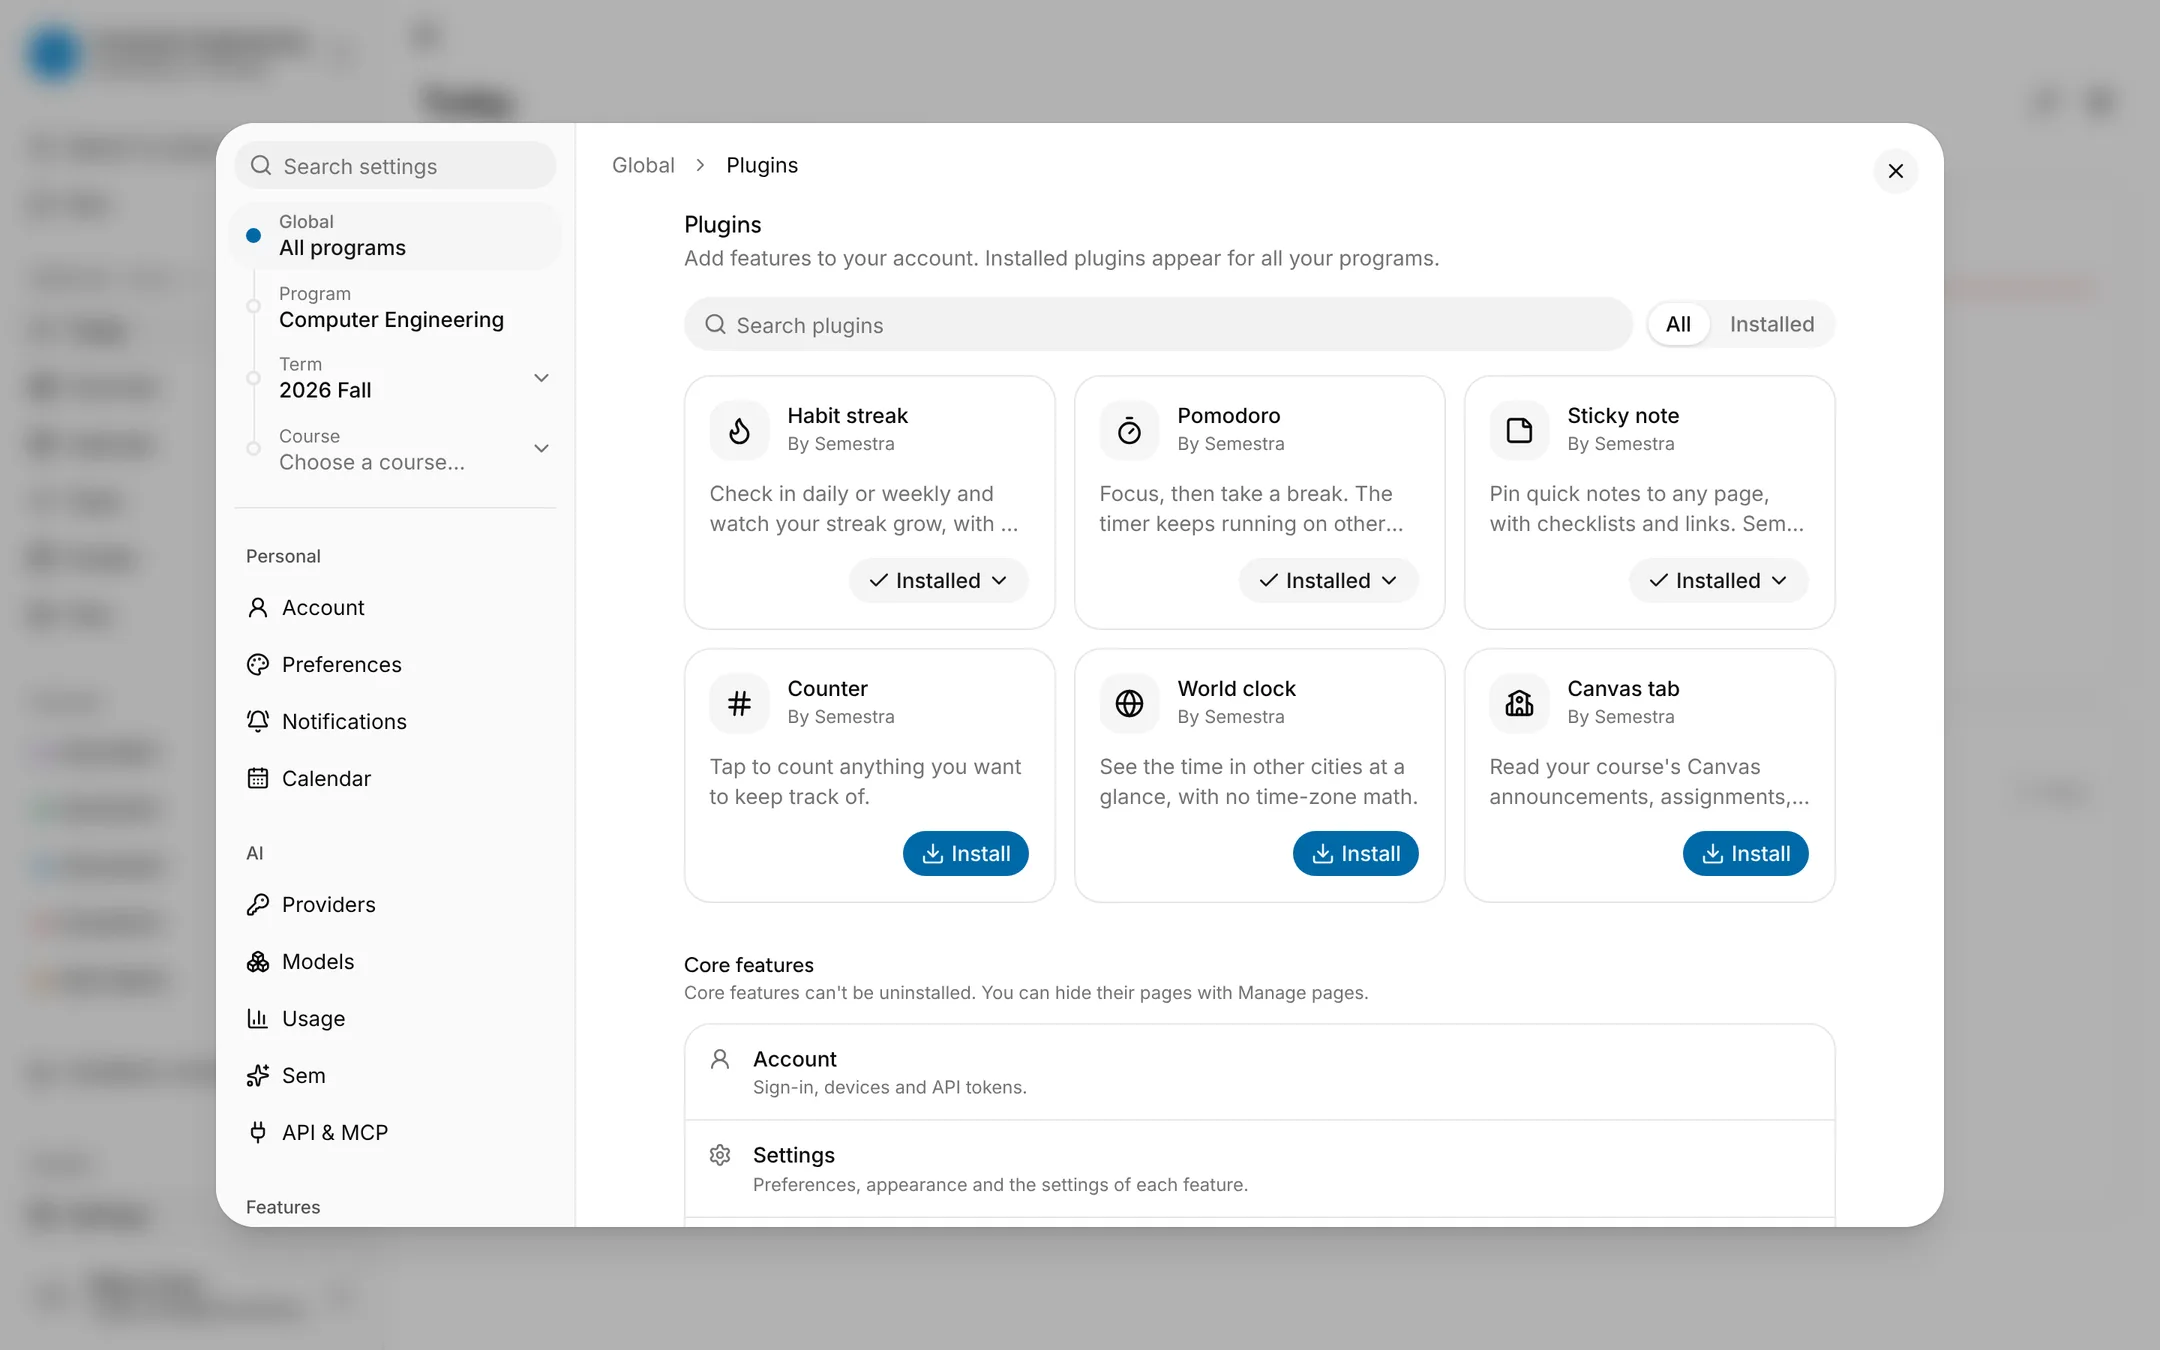 Search settings
Global
All programs
Program
Computer Engineering
Term
2026 Fall
Course
Choose a course...
Personal
Account
Preferences
Notifications
Calendar
AI
Providers
Models
Usage
Sem
API & MCP
Features
Global > Plugins
Plugins
Add features to your account. Installed plugins appear for all your programs.
Search plugins
All
Installed
Habit streak
By Semestra
Check in daily or weekly and
watch your streak grow, with ...
Installed
Pomodoro
By Semestra
Focus, then take a break. The
timer keeps running on other...
Installed
Sticky note
By Semestra
Pin quick notes to any page,
with checklists and links. Sem...
Installed
Counter
By Semestra
Tap to count anything you want
to keep track of.
Install
World clock
By Semestra
See the time in other cities at a
glance, with no time-zone math.
Install
Canvas tab
By Semestra
Read your course's Canvas
announcements, assignments,...
Install
Core features
Core features can't be uninstalled. You can hide their pages with Manage pages.
Account
Sign-in, devices and API tokens.
Settings
Preferences, appearance and the settings of each feature.